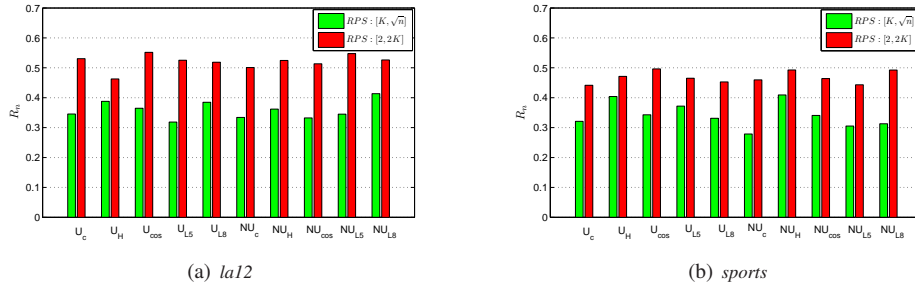 0.7
0.6
0.5
0.4
0.3
0.2
0.1
0
R_n
RPS : [K, √n]
RPS : [2, 2K]
U_c U_H U_cos U_L5 U_L8 NU_c NU_H NU_cos NU_L5 NU_L8
(a) la12
0.7
0.6
0.5
0.4
0.3
0.2
0.1
0
R_n
RPS : [K, √n]
RPS : [2, 2K]
U_c U_H U_cos U_L5 U_L8 NU_c NU_H NU_cos NU_L5 NU_L8
(b) sports